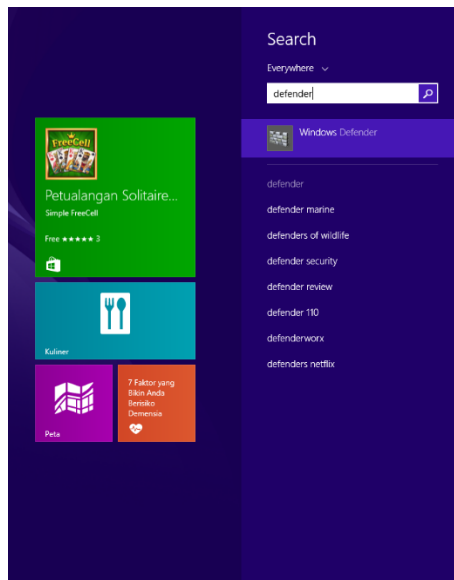 FreeCell
Petualangan Solitaire...
Simple FreeCell
Free ★★★★★ 3
Kuliner
Peta
7 Faktor yang
Bikin Anda
Berisiko
Demensia
Search
Everywhere
defender
Windows Defender
defender
defender marine
defenders of wildlife
defender security
defender review
defender 110
defenderworx
defenders netflix